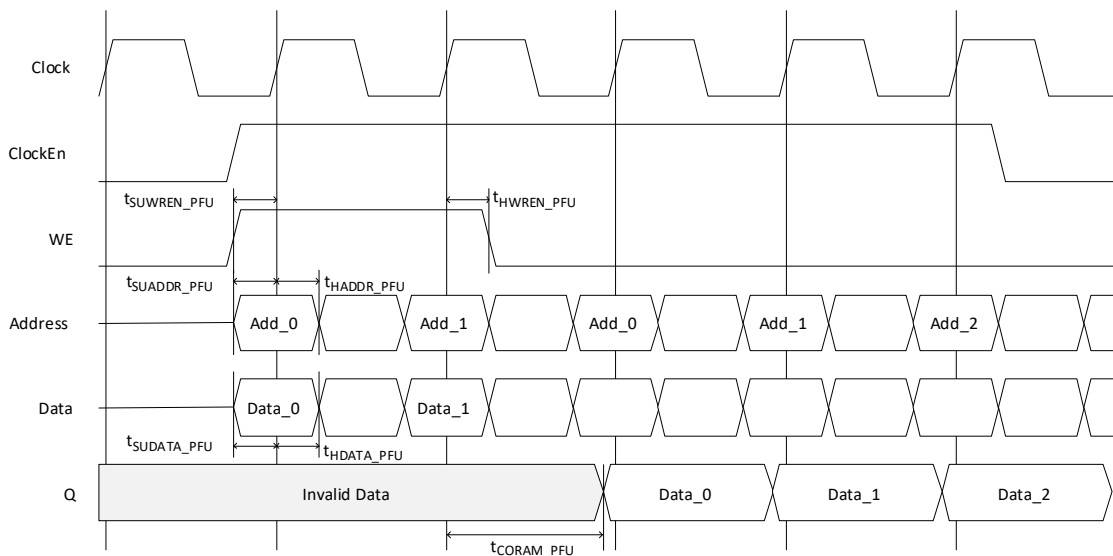 Clock
ClockEn
tSUWREN_PFU
tHWREN_PFU
WE
tSUADDR_PFU
tHADDR_PFU
Address
Add_0
Add_1
Add_0
Add_1
Add_2
Data
Data_0
Data_1
tSUDATA_PFU
tHDATA_PFU
Q
Invalid Data
Data_0
Data_1
Data_2
tCORAM_PFU